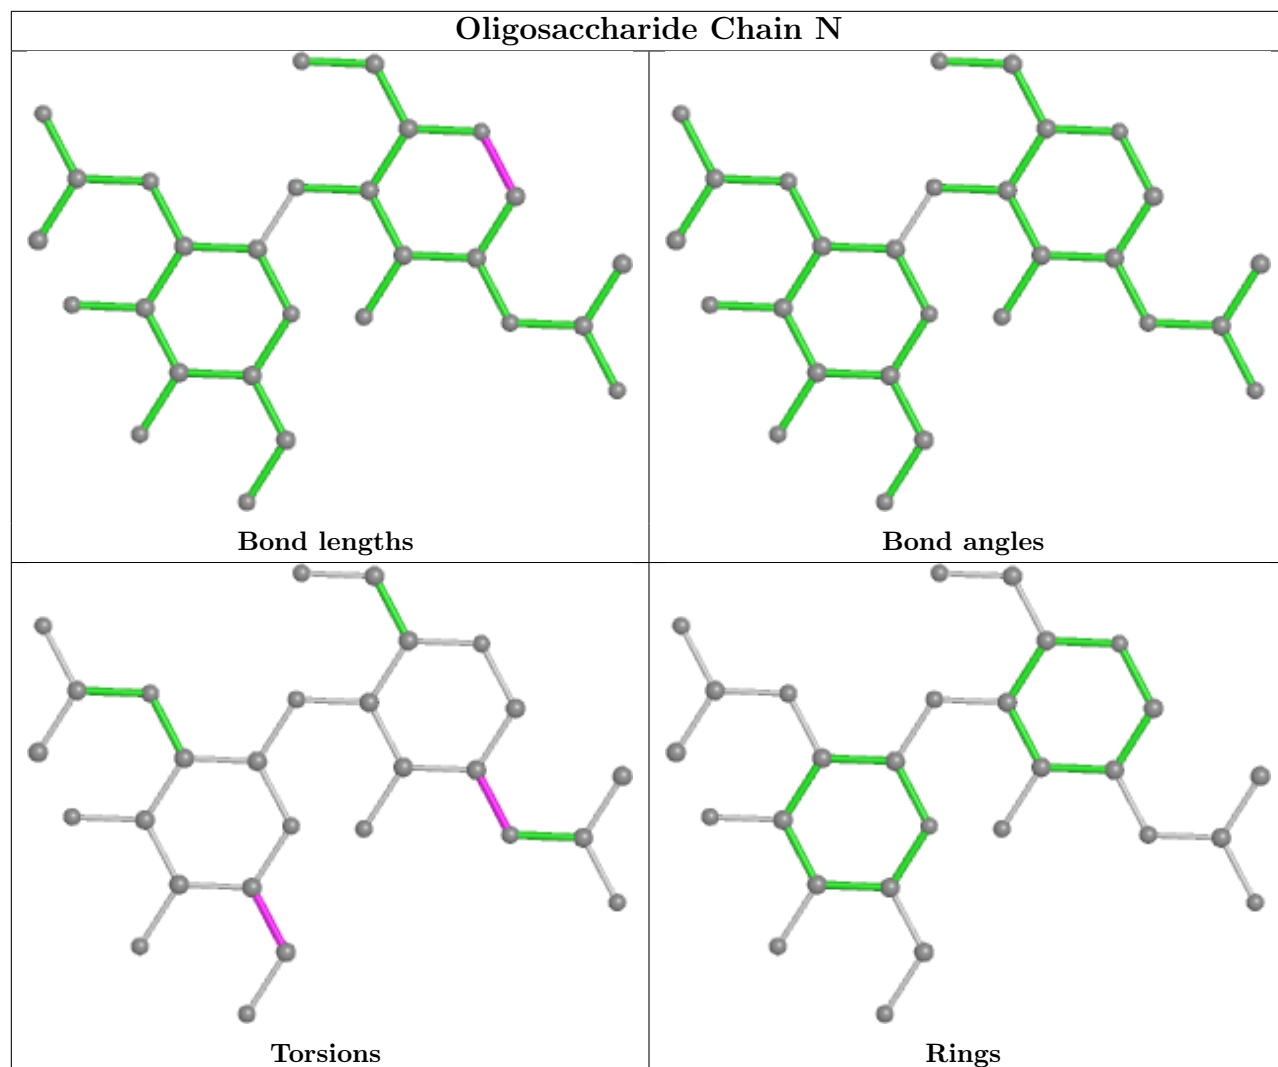 Oligosaccharide Chain N
Bond lengths
Bond angles
Torsions
Rings